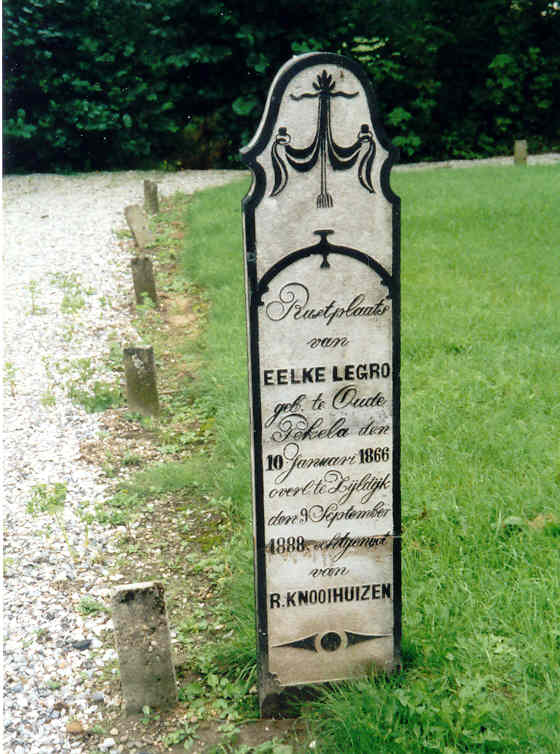 Rustplaats
van
EELKE LEGRO
geb. te Oude
Pekela den
10 Januari 1866
overl. te Zijldijk
den 9 September
1888, echtgenoot
van
R. KNOOIHUIZEN